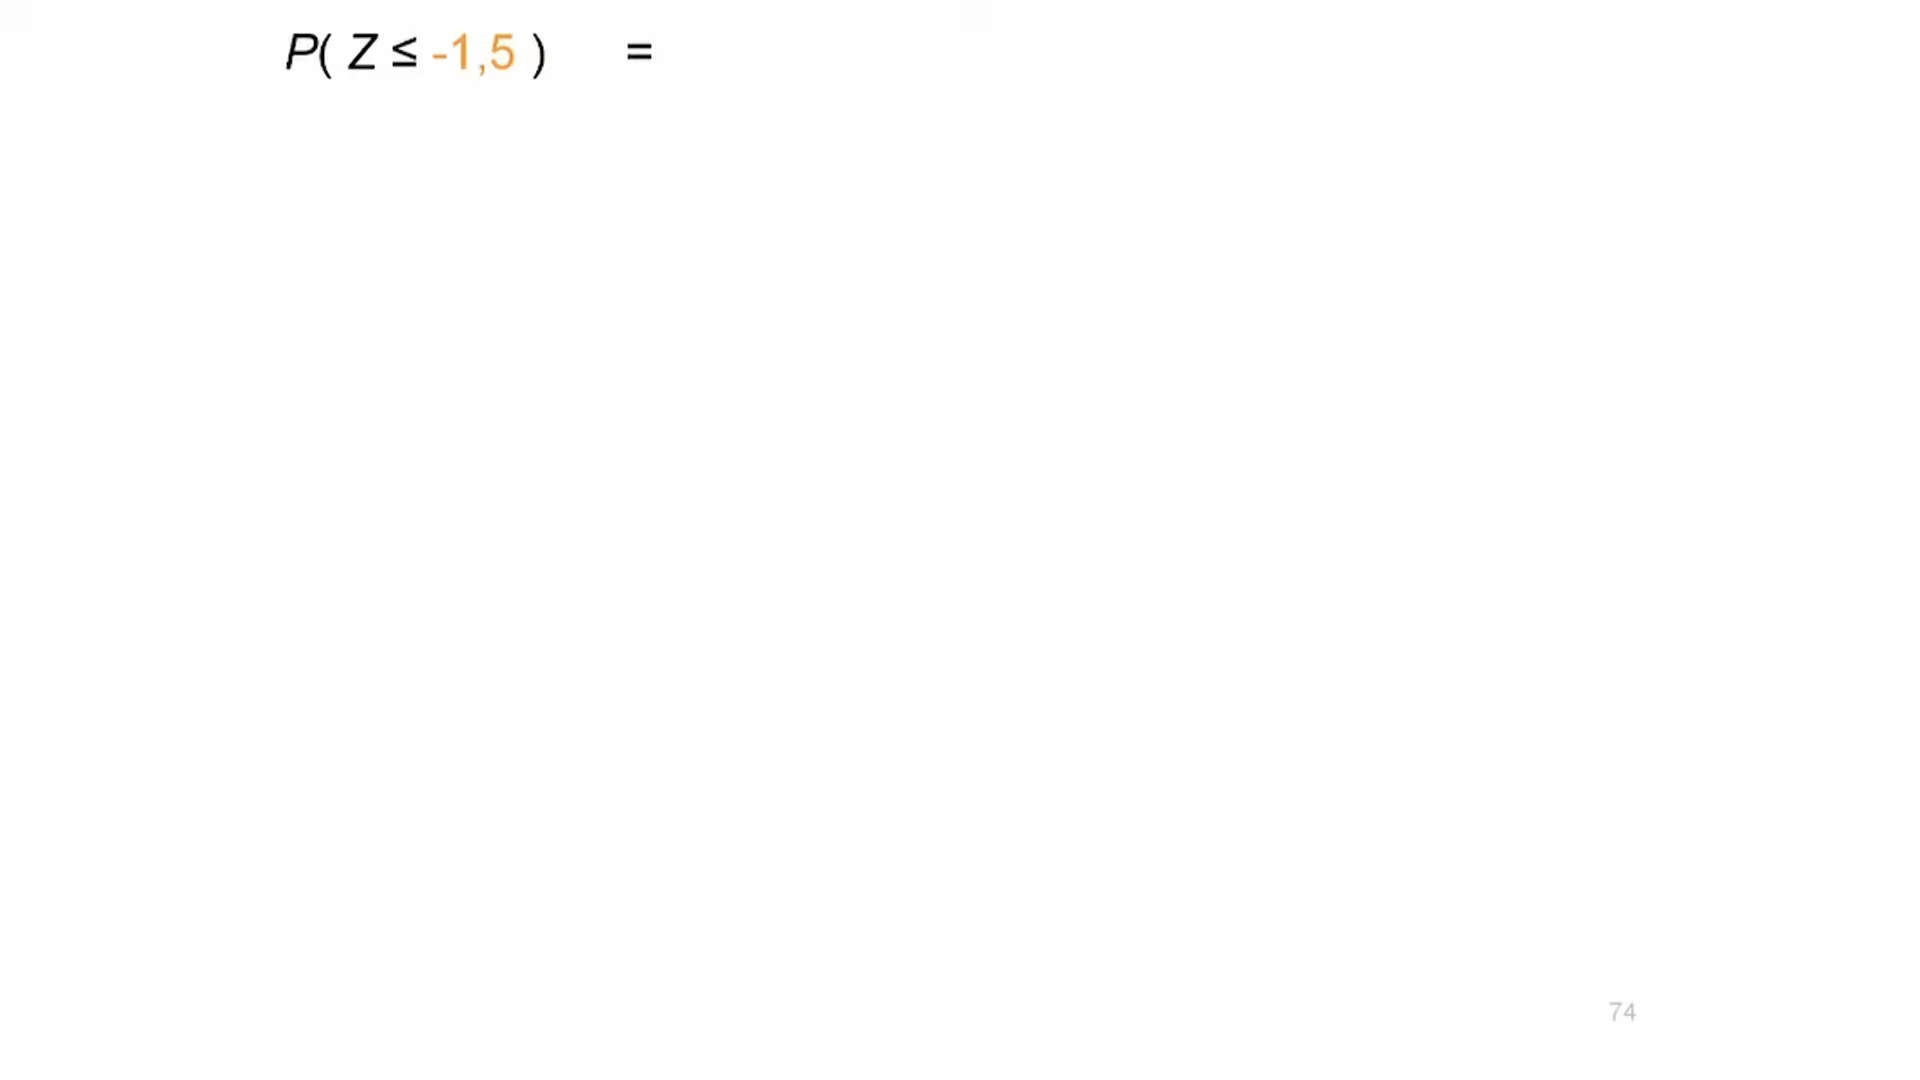 P( Z ≤ -1,5 ) =
74